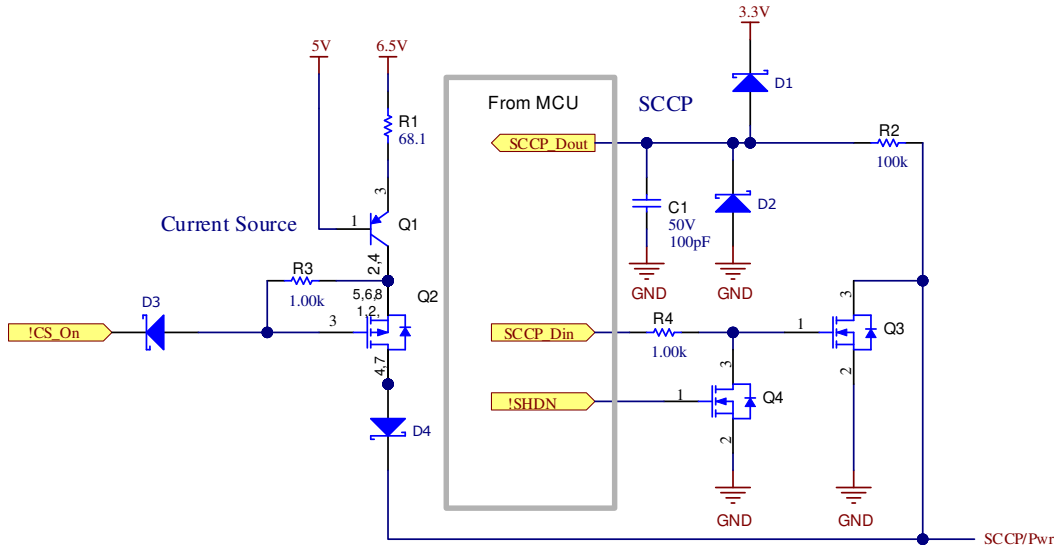 3.3V
5V
6.5V
From MCU
SCCP
D1
R1
68.1
SCCP_Dout
R2
100k
3
Current Source
1
Q1
C1
50V
100pF
D2
2,4
R3
1.00k
GND
GND
5,6,8
1,2,
Q2
3
D3
!CS_On
3
SCCP_Din
R4
1.00k
1
Q3
4,7
3
2
!SHDN
1
Q4
D4
2
GND
GND
SCCP/Pwr